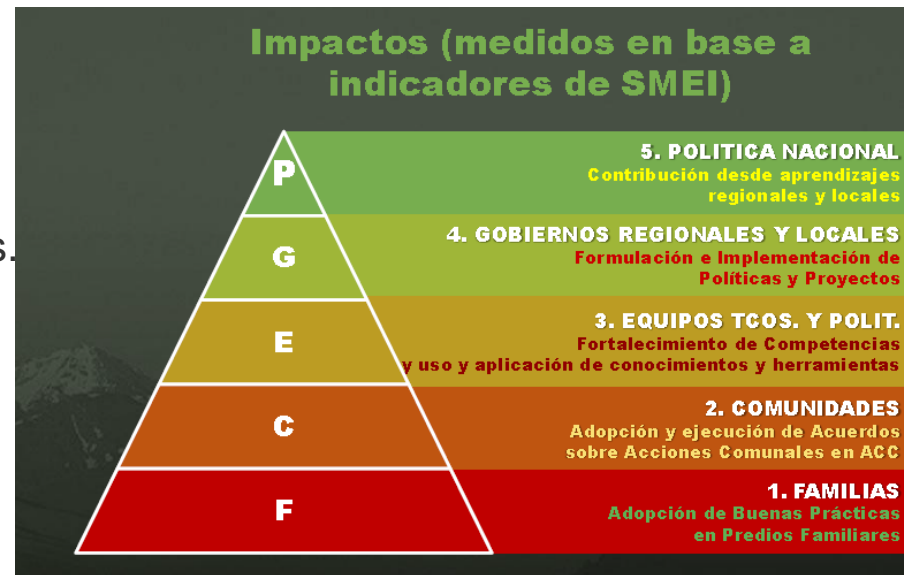 Impactos (medidos en base a
indicadores de SMEI)
P
5. POLITICA NACIONAL
Contribución desde aprendizajes
regionales y locales
s.
G
4. GOBIERNOS REGIONALES Y LOCALES
Formulación e Implementación de
Políticas y Proyectos
E
3. EQUIPOS TCOS. Y POLIT.
Fortalecimiento de Competencias
y uso y aplicación de conocimientos y herramientas
C
2. COMUNIDADES
Adopción y ejecución de Acuerdos
sobre Acciones Comunales en ACC
F
1. FAMILIAS
Adopción de Buenas Prácticas
en Predios Familiares